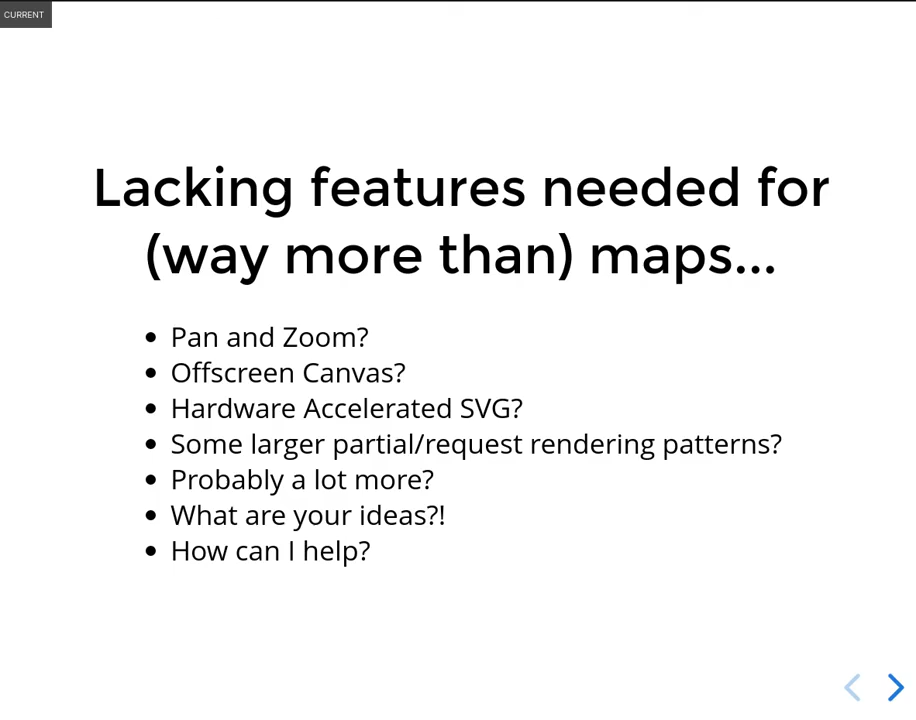 CURRENT
Lacking features needed for
(way more than) maps...
Pan and Zoom?
Offscreen Canvas?
Hardware Accelerated SVG?
Some larger partial/request rendering patterns?
Probably a lot more?
What are your ideas?!
How can I help?